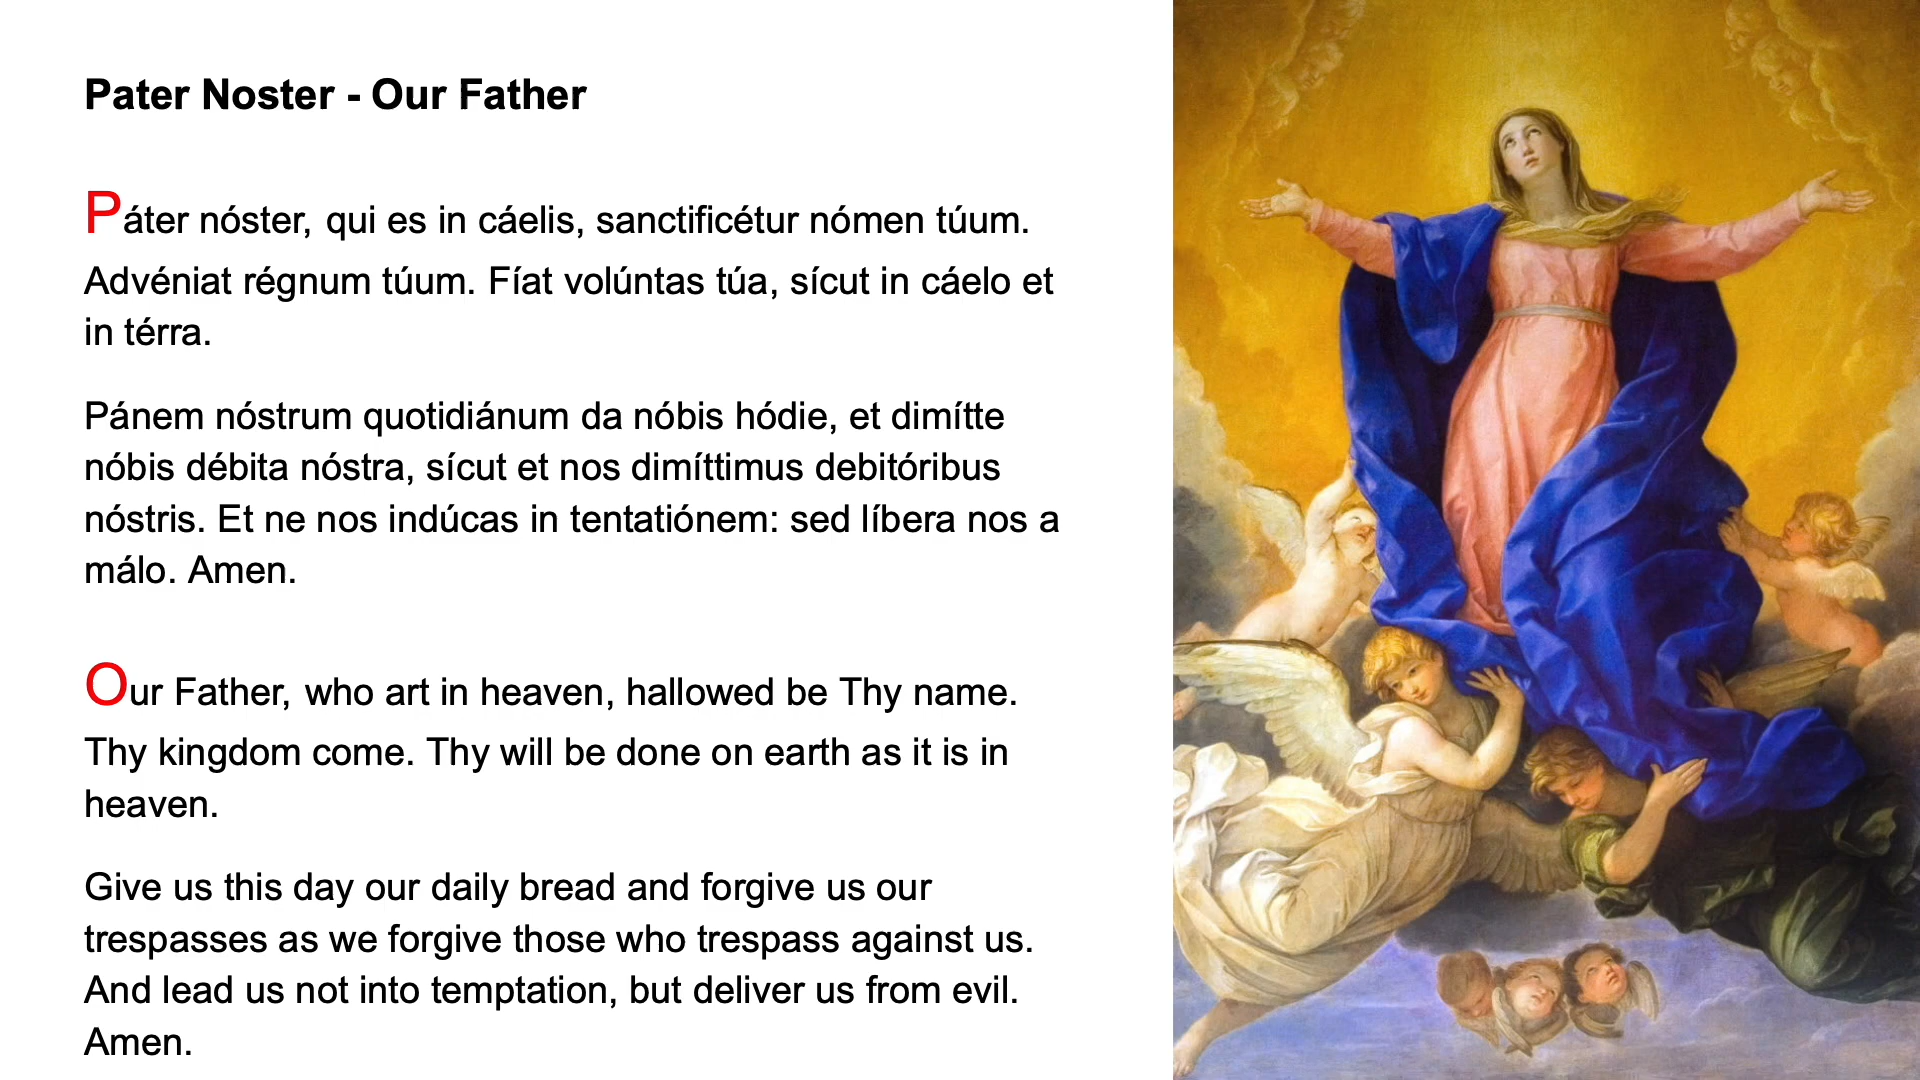 Pater Noster - Our Father
Páter nóster, qui es in cáelis, sanctificétur nómen túum.
Advéniat régnum túum. Fíat volúntas túa, sícut in cáelo et
in térra.
Pánem nóstrum quotidiánum da nóbis hódie, et dimítte
nóbis débita nóstra, sícut et nos dimíttimus debitóribus
nóstris. Et ne nos indúcas in tentatiónem: sed líbera nos a
málo. Amen.
Our Father, who art in heaven, hallowed be Thy name.
Thy kingdom come. Thy will be done on earth as it is in
heaven.
Give us this day our daily bread and forgive us our
trespasses as we forgive those who trespass against us.
And lead us not into temptation, but deliver us from evil.
Amen.